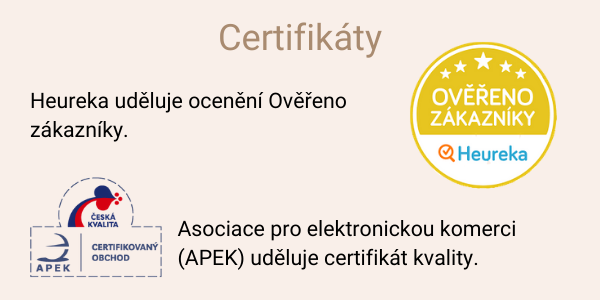 Certifikáty
Heureka uděluje ocenění Ověřeno
zákazníky.
OVĚŘENO
ZÁKAZNÍKY
Heureka
ČESKÁ
KVALITA
APEK
CERTIFIKOVANÝ
OBCHOD
Asociace pro elektronickou komerci
(APEK) uděluje certifikát kvality.